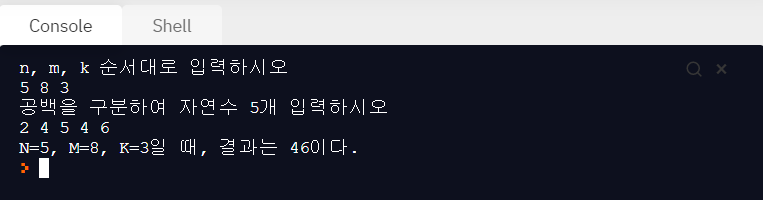 Console
Shell
n, m, k 순서대로 입력하시오
5 8 3
공백을 구분하여 자연수 5개 입력하시오
2 4 5 4 6
N=5, M=8, K=3일 때, 결과는 46이다.
>